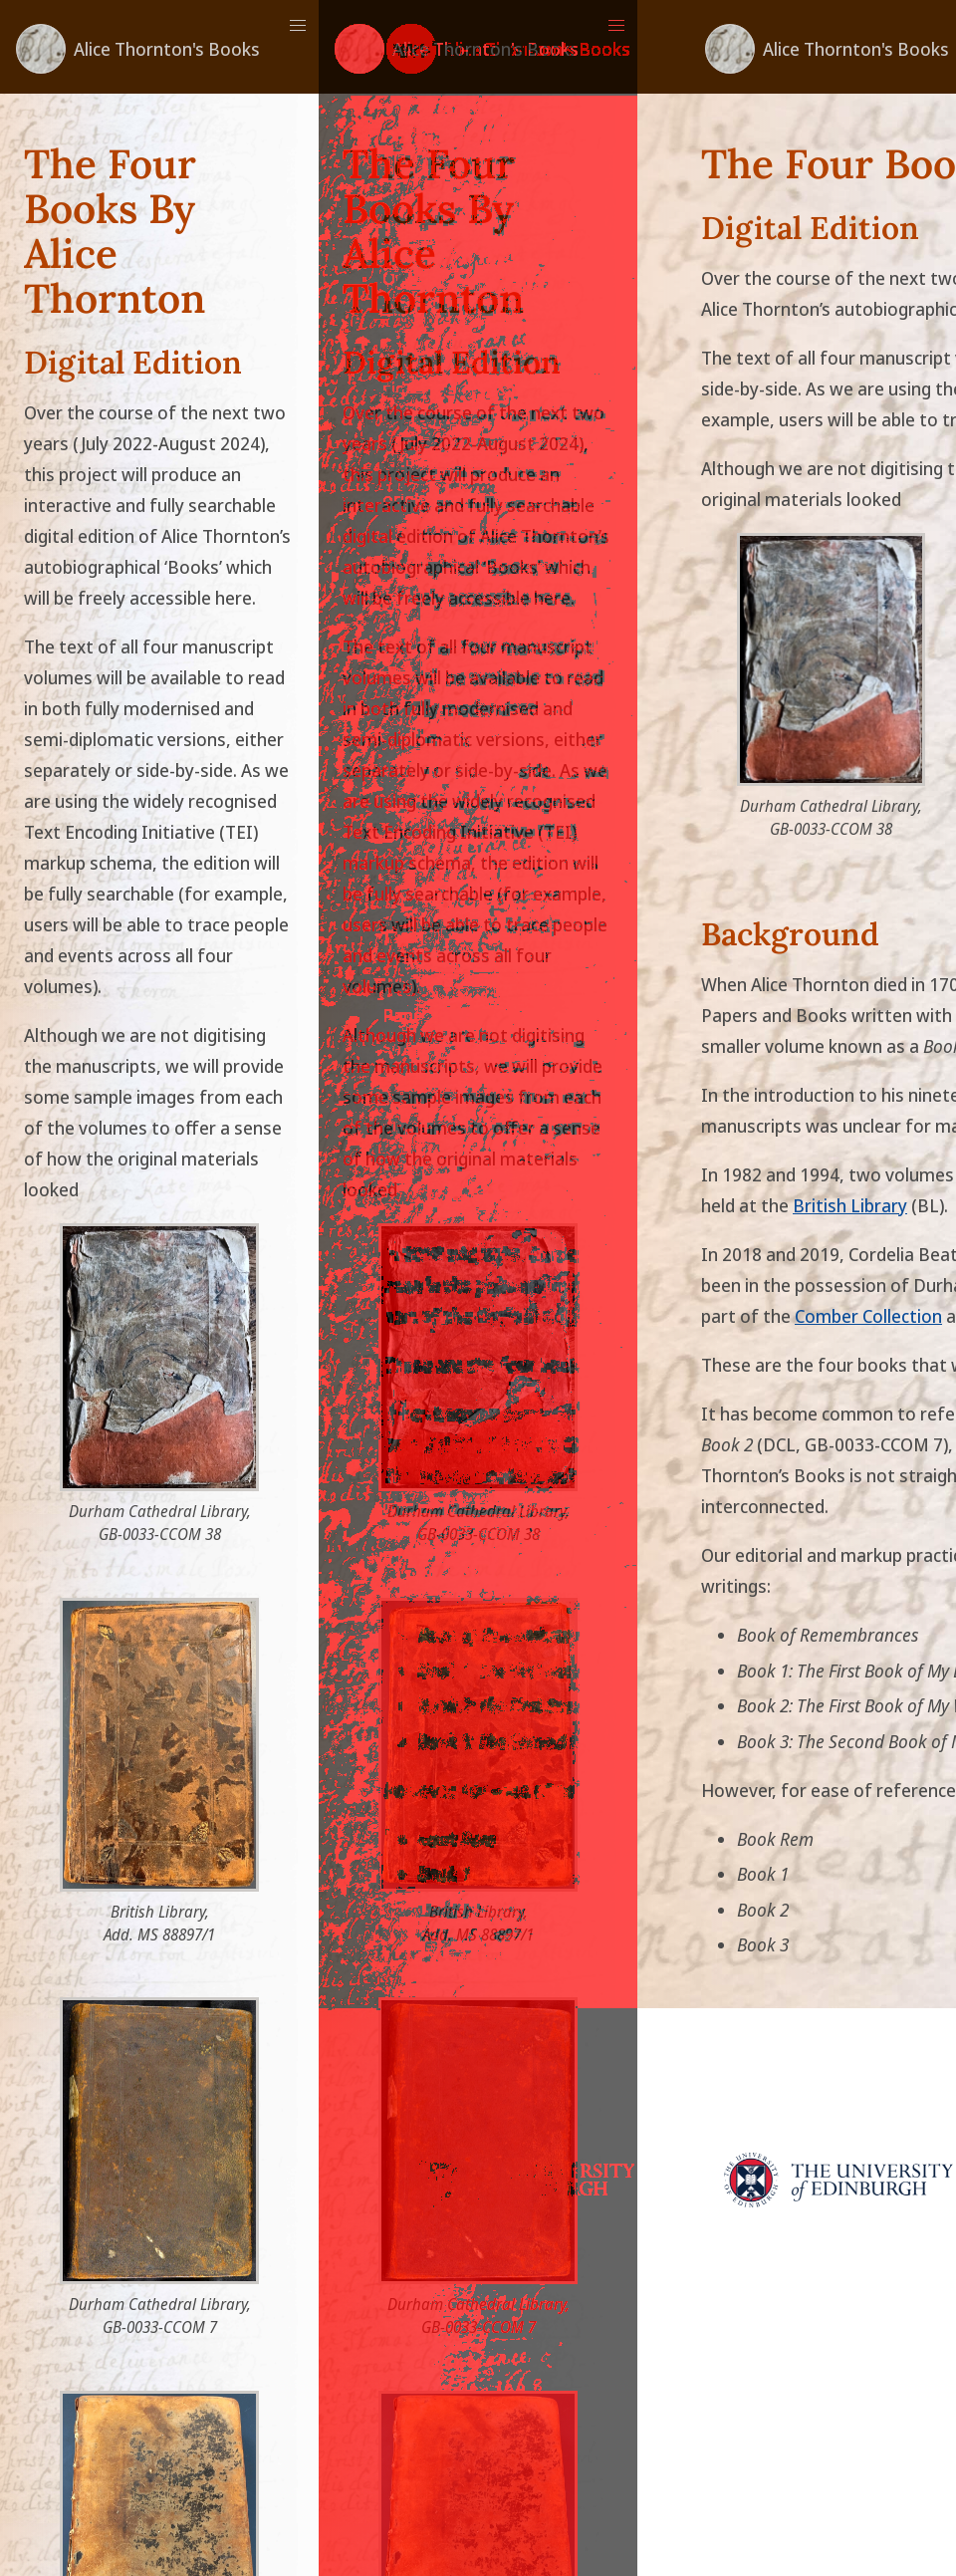 Alice Thornton's Books
The Four
Books By
Alice
Thornton
Digital Edition
Over the course of the next two
years (July 2022-August 2024),
this project will produce an
interactive and fully searchable
digital edition of Alice Thornton’s
autobiographical ‘Books’ which
will be freely accessible here.
The text of all four manuscript
volumes will be available to read
in both fully modernised and
semi-diplomatic versions, either
separately or side-by-side. As we
are using the widely recognised
Text Encoding Initiative (TEI)
markup schema, the edition will
be fully searchable (for example,
users will be able to trace people
and events across all four
volumes).
Although we are not digitising
the manuscripts, we will provide
some sample images from each
of the volumes to offer a sense
of how the original materials
looked
Durham Cathedral Library,
GB-0033-CCOM 38
British Library,
Add. MS 88897/1
Durham Cathedral Library,
GB-0033-CCOM 7
Alice Thornton's Books
The Four
Books By
Alice
Thornton
Digital Edition
Over the course of the next two
years (July 2022-August 2024),
this project will produce an
interactive and fully searchable
digital edition of Alice Thornton's
autobiographical ‘Books’ which
will be freely accessible here.
The text of all four manuscript
volumes will be available to read
in both fully modernised and
semi-diplomatic versions, either
separately or side-by-side. As we
are using the widely recognised
Text Encoding Initiative (TEI)
markup schema, the edition will
be fully searchable (for example,
users will be able to trace people
and events across all four
volumes).
Although we are not digitising
the manuscripts, we will provide
some sample images from each
of the volumes to offer a sense
of how the original materials
looked
Durham Cathedral Library,
GB-0033-CCOM 38
British Library,
Add. MS 88897/1
Durham Cathedral Library,
GB-0033-CCOM 7
Alice Thornton's Books
The Four Boo
Digital Edition
Over the course of the next two
Alice Thornton’s autobiographic
The text of all four manuscript
side-by-side. As we are using the
example, users will be able to tr
Although we are not digitising t
original materials looked
Durham Cathedral Library,
GB-0033-CCOM 38
Background
When Alice Thornton died in 170
Papers and Books written with
smaller volume known as a Book
In the introduction to his ninete
manuscripts was unclear for ma
In 1982 and 1994, two volumes
held at the British Library (BL).
In 2018 and 2019, Cordelia Beat
been in the possession of Durha
part of the Comber Collection a
These are the four books that w
It has become common to refe
Book 2 (DCL, GB-0033-CCOM 7),
Thornton’s Books is not straigh
interconnected.
Our editorial and markup practic
writings:
Book of Remembrances
Book 1: The First Book of My
Book 2: The First Book of My
Book 3: The Second Book of
However, for ease of reference
Book Rem
Book 1
Book 2
Book 3
THE UNIVERSITY
of EDINBURGH